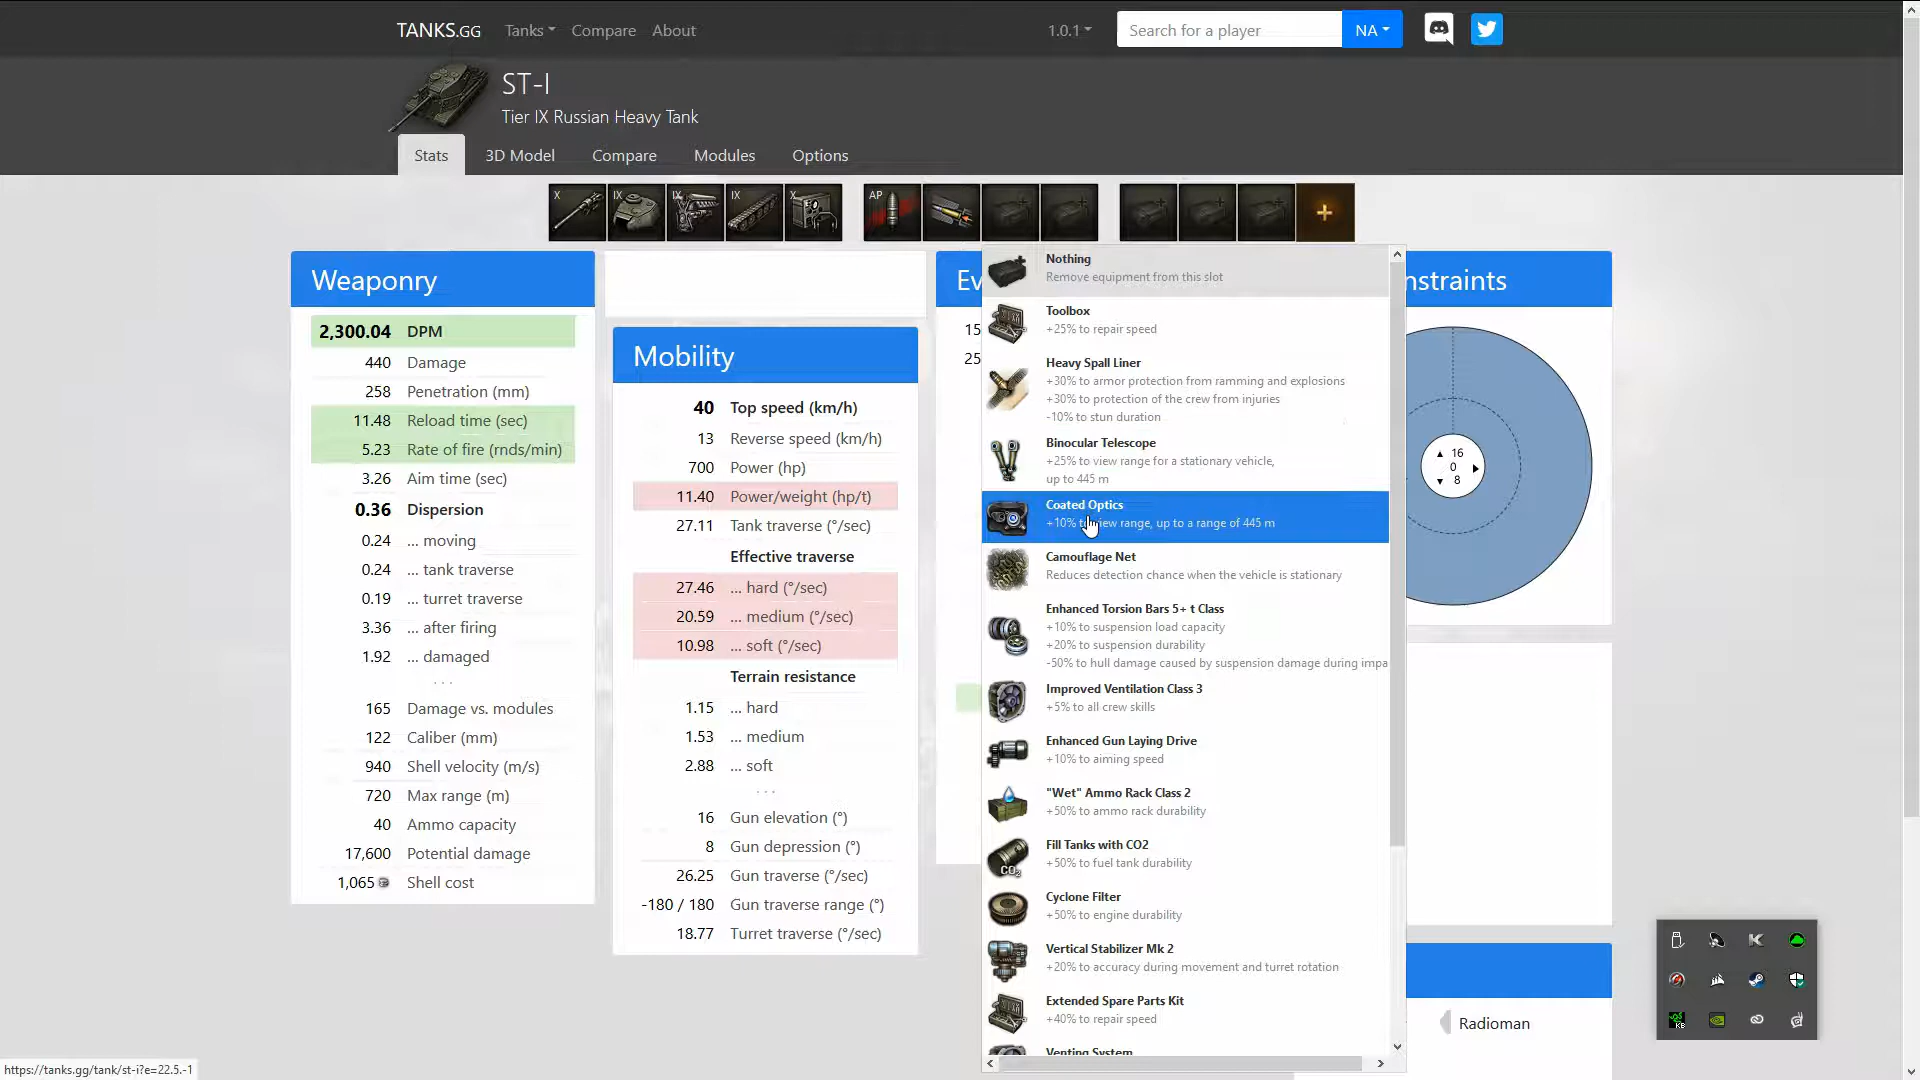 TANKS.GG Tanks Compare About 1.0.1 Search for a player NA
ST-I
Tier IX Russian Heavy Tank
Stats 3D Model Compare Modules Options
X IX IX IX X AP
Weaponry
2,300.04 DPM
440 Damage
258 Penetration (mm)
11.48 Reload time (sec)
5.23 Rate of fire (rnds/min)
3.26 Aim time (sec)
0.36 Dispersion
0.24 ... moving
0.24 ... tank traverse
0.19 ... turret traverse
3.36 ... after firing
1.92 ... damaged
...
165 Damage vs. modules
122 Caliber (mm)
940 Shell velocity (m/s)
720 Max range (m)
40 Ammo capacity
17,600 Potential damage
1,065 Shell cost
Mobility
40 Top speed (km/h)
13 Reverse speed (km/h)
700 Power (hp)
11.40 Power/weight (hp/t)
27.11 Tank traverse (°/sec)
Effective traverse
27.46 ... hard (°/sec)
20.59 ... medium (°/sec)
10.98 ... soft (°/sec)
Terrain resistance
1.15 ... hard
1.53 ... medium
2.88 ... soft
...
16 Gun elevation (°)
8 Gun depression (°)
26.25 Gun traverse (°/sec)
-180 / 180 Gun traverse range (°)
18.77 Turret traverse (°/sec)
Ev
15
25
Nothing
Remove equipment from this slot
Toolbox
+25% to repair speed
Heavy Spall Liner
+30% to armor protection from ramming and explosions
+30% to protection of the crew from injuries
-10% to stun duration
Binocular Telescope
+25% to view range for a stationary vehicle,
up to 445 m
Coated Optics
+10% to view range, up to a range of 445 m
Camouflage Net
Reduces detection chance when the vehicle is stationary
Enhanced Torsion Bars 5+ t Class
+10% to suspension load capacity
+20% to suspension durability
-50% to hull damage caused by suspension damage during impa
Improved Ventilation Class 3
+5% to all crew skills
Enhanced Gun Laying Drive
+10% to aiming speed
"Wet" Ammo Rack Class 2
+50% to ammo rack durability
Fill Tanks with CO2
+50% to fuel tank durability
CO2
Cyclone Filter
+50% to engine durability
Vertical Stabilizer Mk 2
+20% to accuracy during movement and turret rotation
Extended Spare Parts Kit
+40% to repair speed
Venting System
nstraints
16
0
8
Radioman
https://tanks.gg/tank/st-i?e=22.5.-1